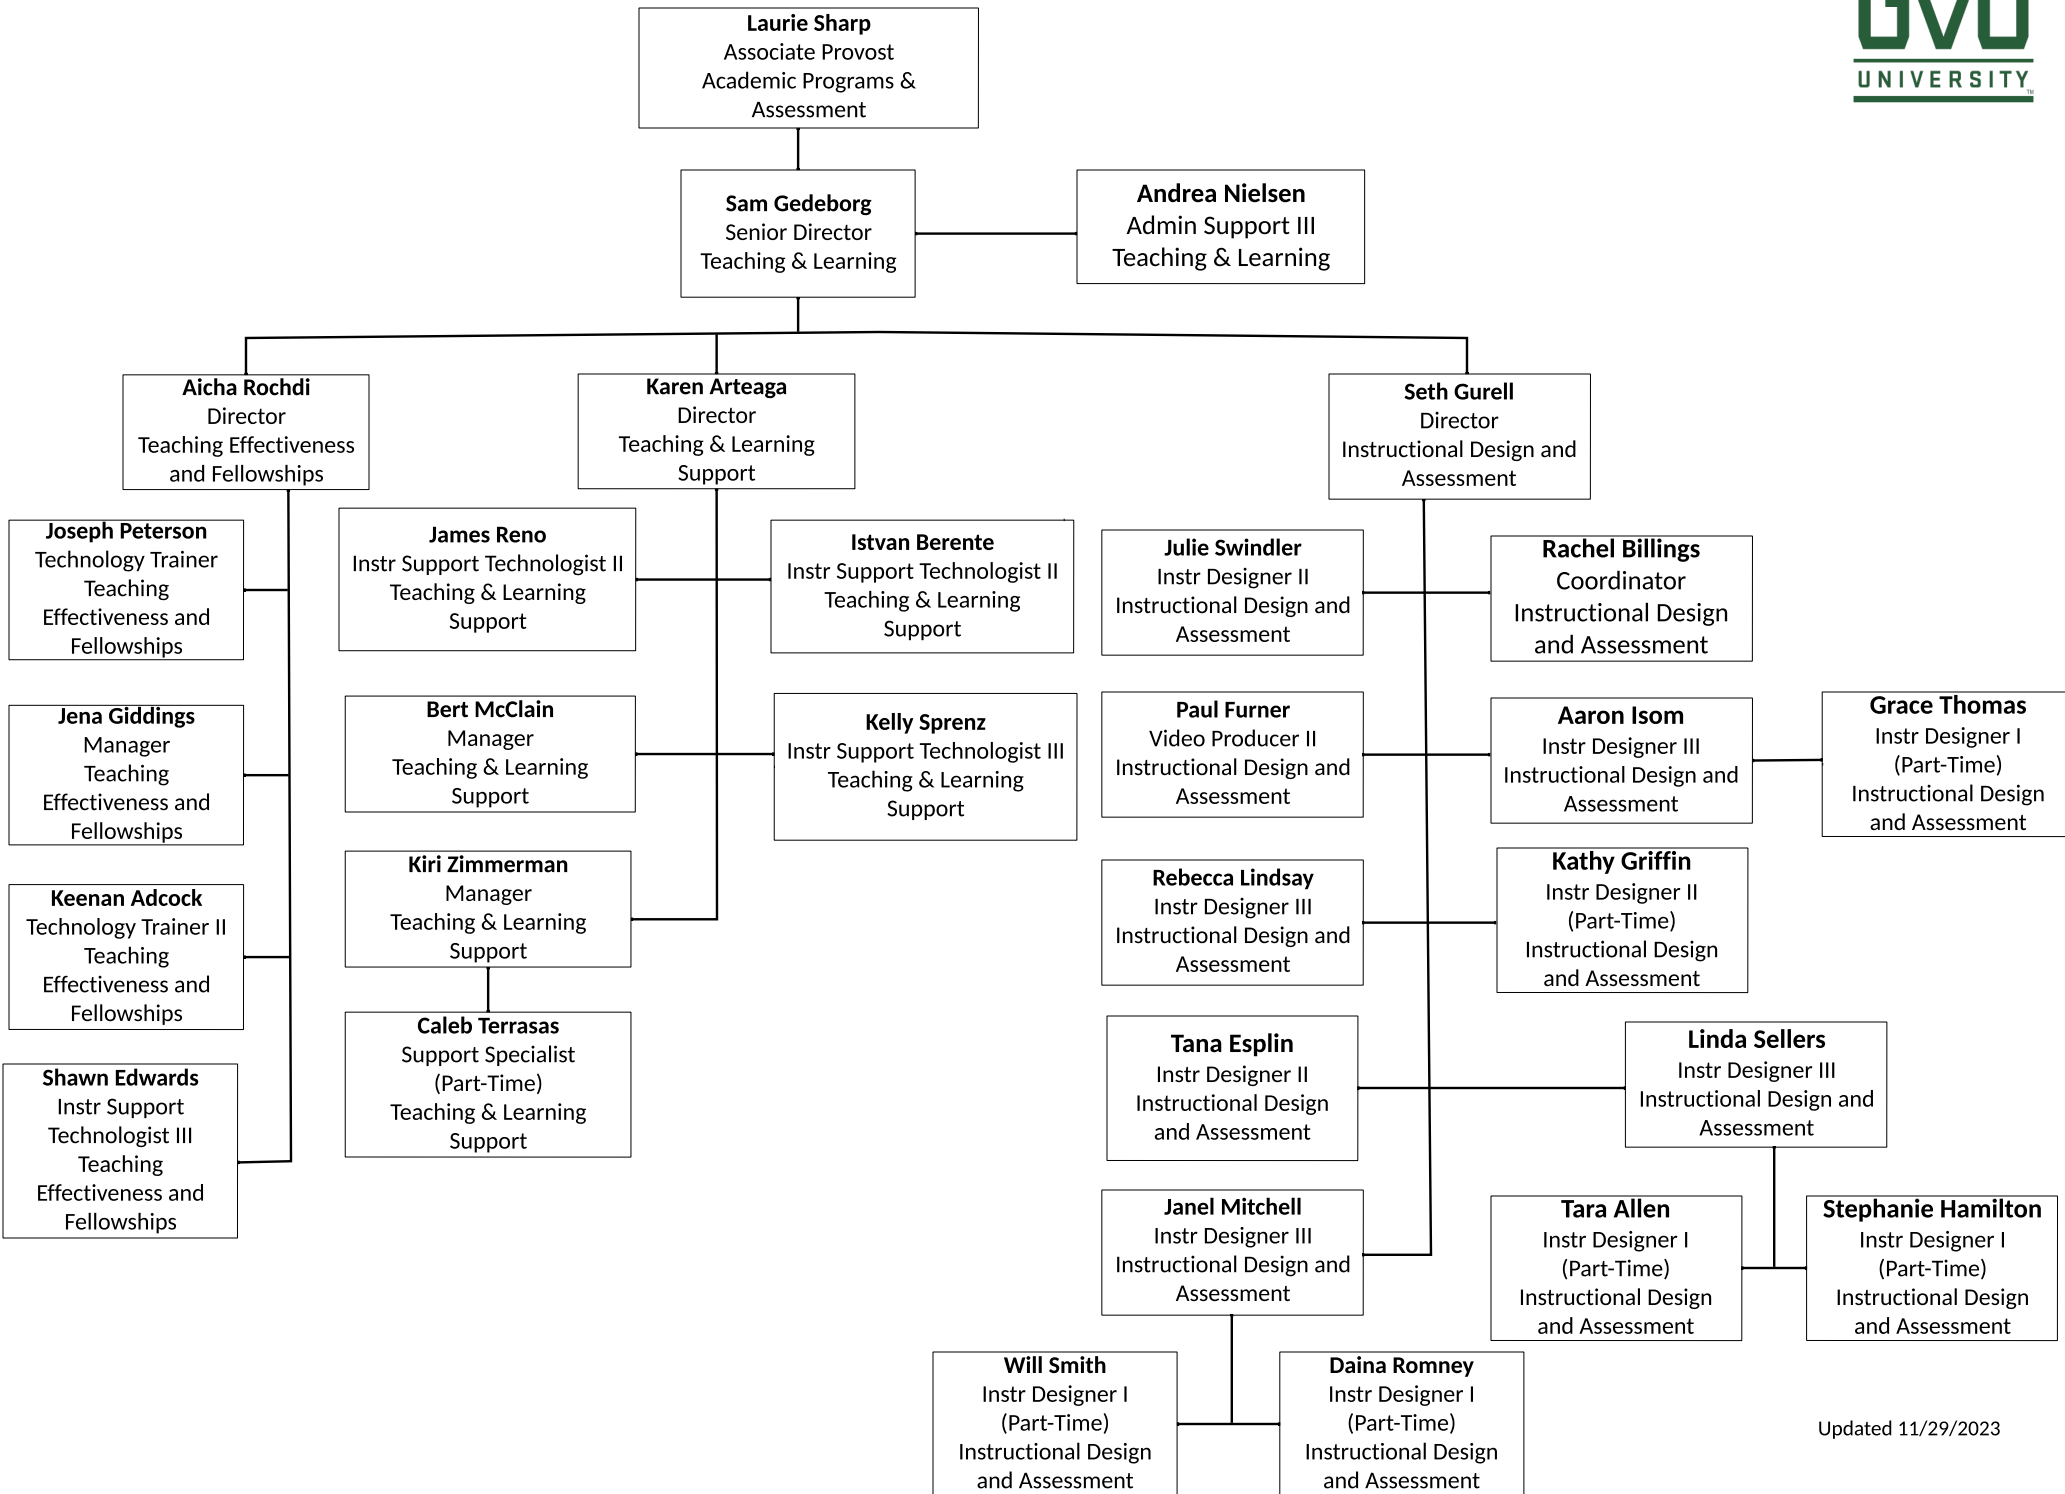 Laurie Sharp
Associate Provost
Academic Programs &
Assessment
UNIVERSITY
TM
Sam Gedeborg
Senior Director
Teaching & Learning
Andrea Nielsen
Admin Support III
Teaching & Learning
Aicha Rochdi
Director
Teaching Effectiveness
and Fellowships
Karen Arteaga
Director
Teaching & Learning
Support
Seth Gurell
Director
Instructional Design and
Assessment
Joseph Peterson
Technology Trainer
Teaching
Effectiveness and
Fellowships
James Reno
Instr Support Technologist II
Teaching & Learning
Support
Istvan Berente
Instr Support Technologist II
Teaching & Learning
Support
Julie Swindler
Instr Designer II
Instructional Design and
Assessment
Rachel Billings
Coordinator
Instructional Design
and Assessment
Jena Giddings
Manager
Teaching
Effectiveness and
Fellowships
Bert McClain
Manager
Teaching & Learning
Support
Kelly Sprenz
Instr Support Technologist III
Teaching & Learning
Support
Paul Furner
Video Producer II
Instructional Design and
Assessment
Aaron Isom
Instr Designer III
Instructional Design and
Assessment
Grace Thomas
Instr Designer I
(Part-Time)
Instructional Design
and Assessment
Keenan Adcock
Technology Trainer II
Teaching
Effectiveness and
Fellowships
Kiri Zimmerman
Manager
Teaching & Learning
Support
Rebecca Lindsay
Instr Designer III
Instructional Design and
Assessment
Kathy Griffin
Instr Designer II
(Part-Time)
Instructional Design
and Assessment
Shawn Edwards
Instr Support
Technologist III
Teaching
Effectiveness and
Fellowships
Caleb Terrasas
Support Specialist
(Part-Time)
Teaching & Learning
Support
Tana Esplin
Instr Designer II
Instructional Design
and Assessment
Linda Sellers
Instr Designer III
Instructional Design and
Assessment
Janel Mitchell
Instr Designer III
Instructional Design and
Assessment
Tara Allen
Instr Designer I
(Part-Time)
Instructional Design
and Assessment
Stephanie Hamilton
Instr Designer I
(Part-Time)
Instructional Design
and Assessment
Will Smith
Instr Designer I
(Part-Time)
Instructional Design
and Assessment
Daina Romney
Instr Designer I
(Part-Time)
Instructional Design
and Assessment
Updated 11/29/2023